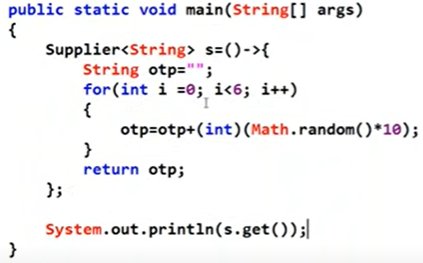 public static void main(String[] args)
{
    Supplier<String> s=()->{
        String otp="";
        for(int i =0; i<6; i++)
        {
            otp=otp+(int)(Math.random()*10);
        }
        return otp;
    };

    System.out.println(s.get());
}